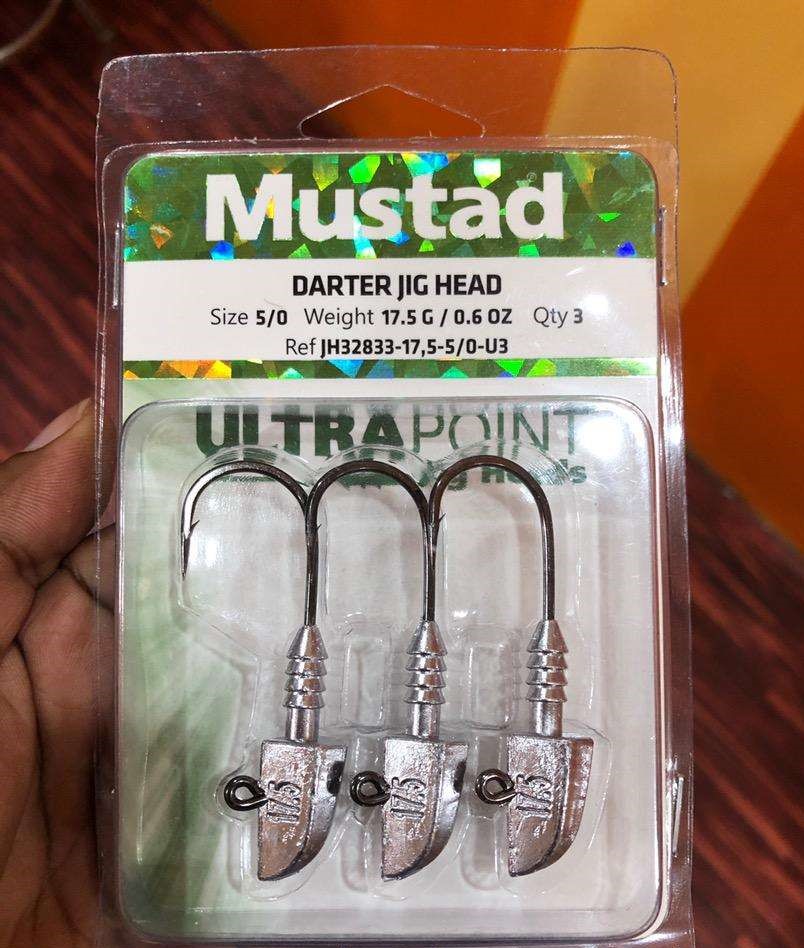 Mustad
DARTER JIG HEAD
Size 5/0 Weight 17.5 G / 0.6 OZ Qty 3
Ref JH32833-17,5-5/0-U3
ULTRAPOINT
Heads
17.5
17.5
17.5